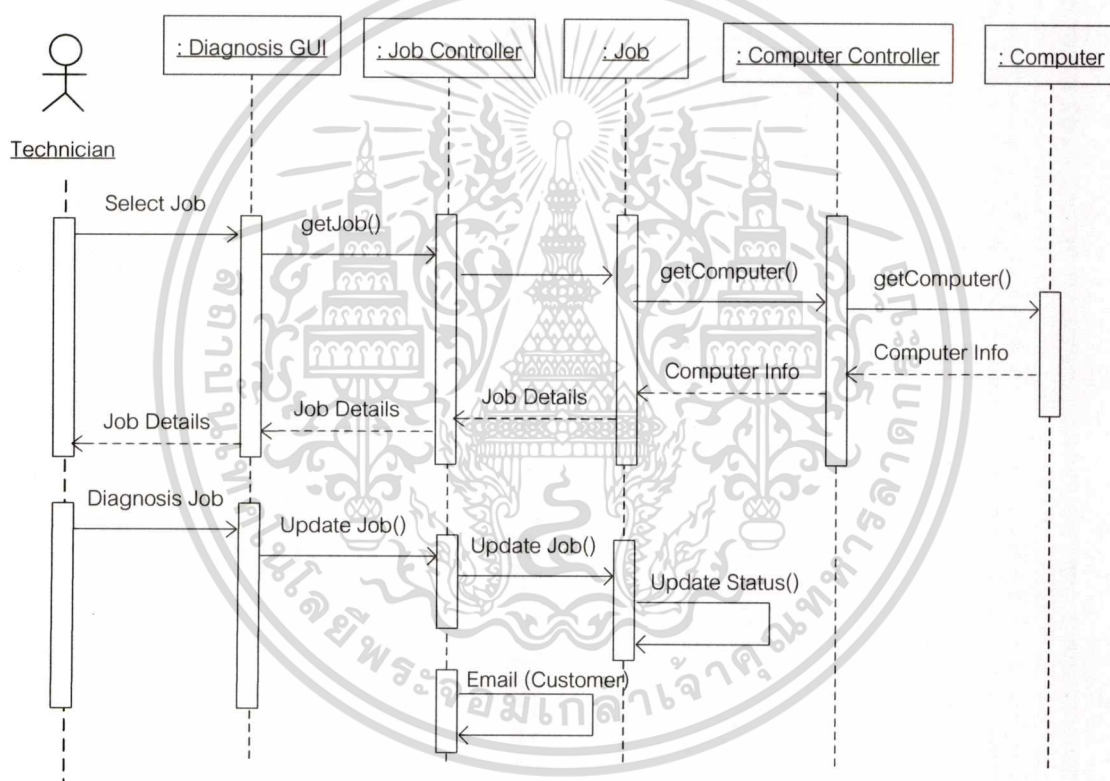 : Diagnosis GUI
: Job Controller
: Job
: Computer Controller
: Computer
Technician
Select Job
getJob()
getComputer()
getComputer()
Computer Info
Computer Info
Job Details
Job Details
Job Details
Diagnosis Job
Update Job()
Update Job()
Update Status()
Email (Customer)